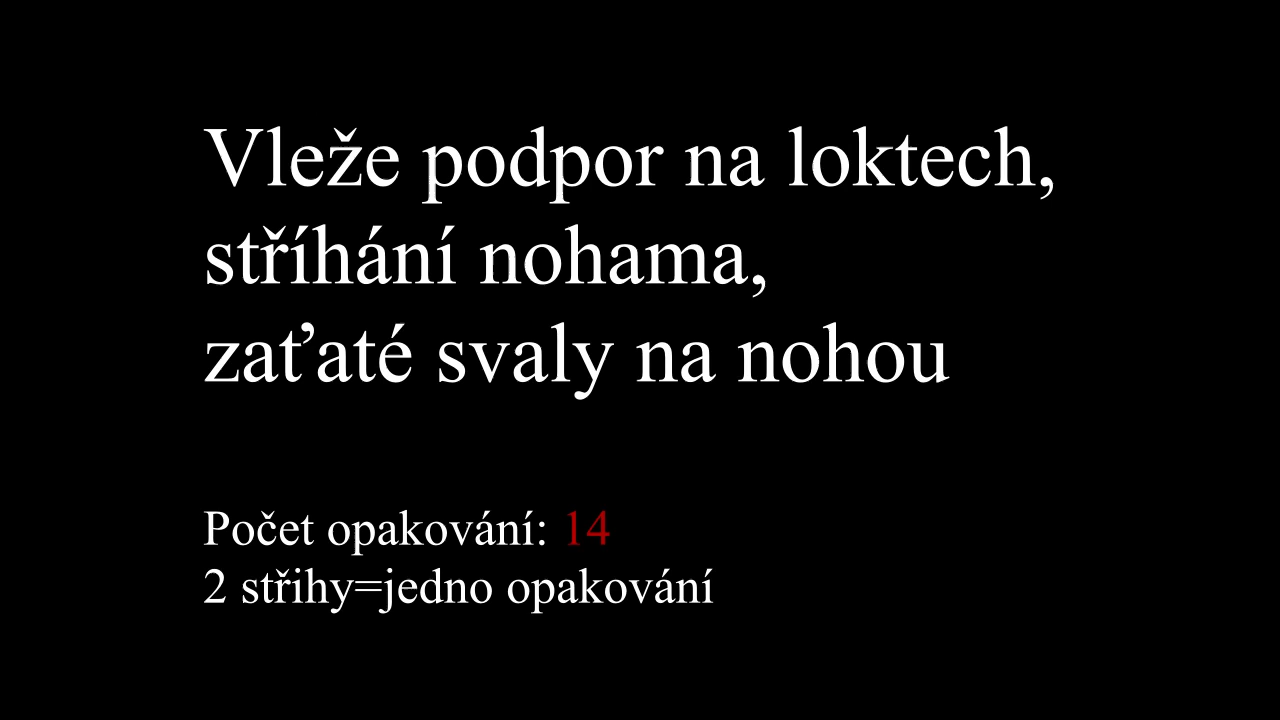 Vleže podpor na loktech,
stříhání nohama,
zaťaté svaly na nohou
Počet opakování: 14
2 střihy=jedno opakování